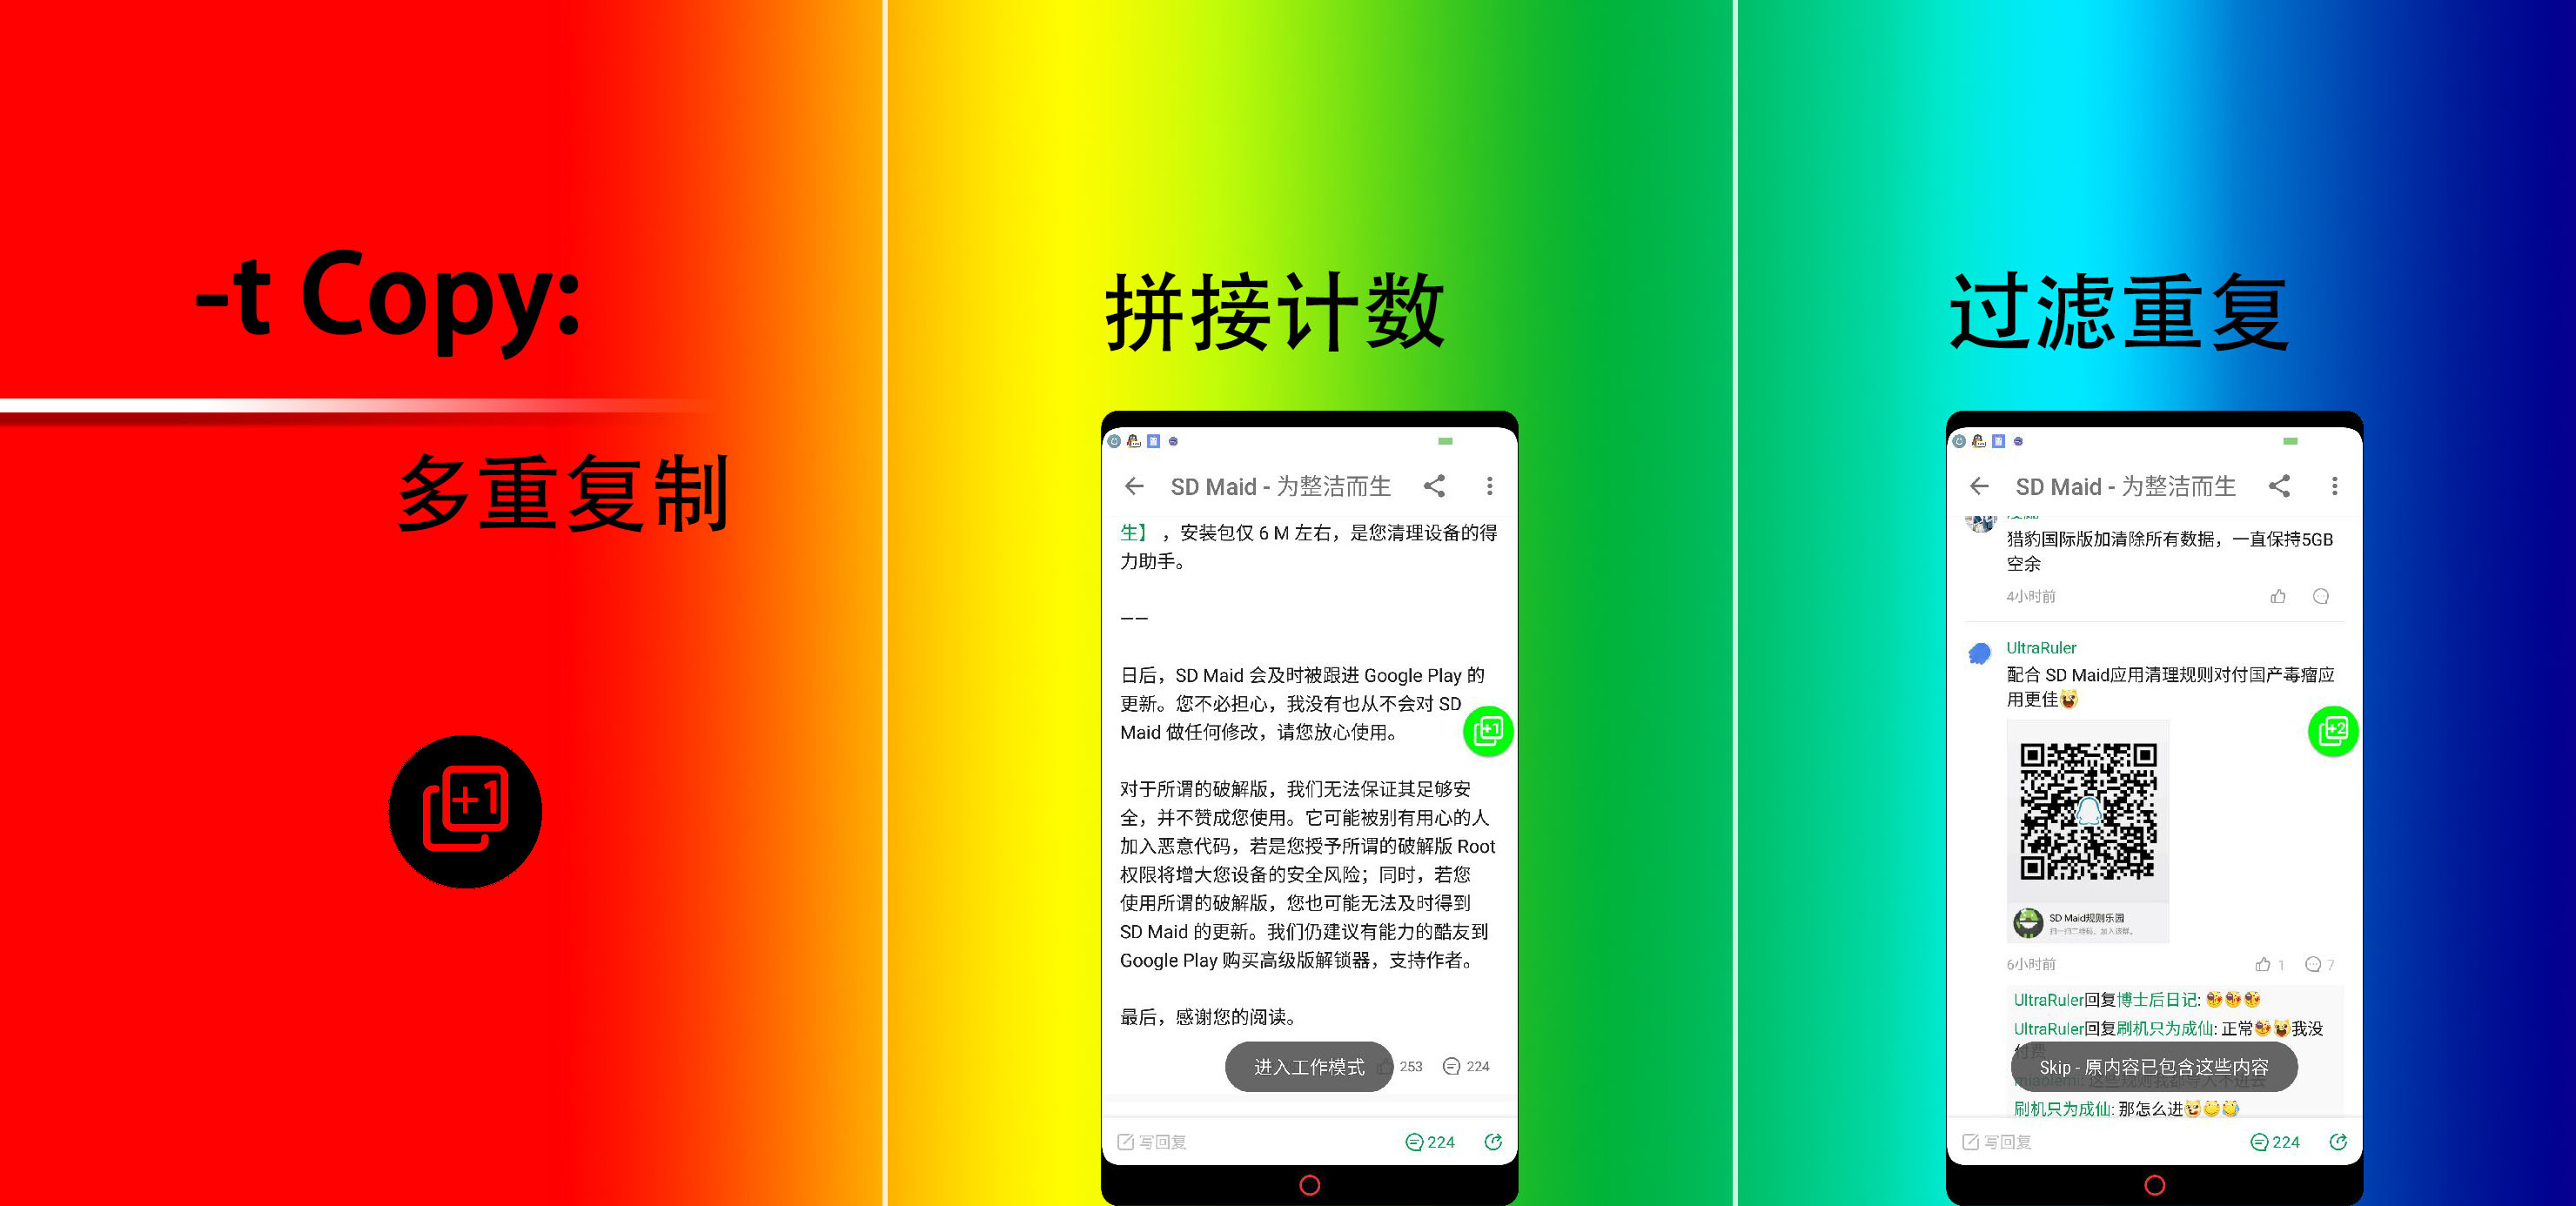 -t Copy:
多重复制
+1
拼接计数
SD Maid - 为整洁而生
生】，安装包仅 6 M 左右，是您清理设备的得
力助手。
——
日后，SD Maid 会及时被跟进 Google Play 的
更新。您不必担心，我没有也从不会对 SD
Maid 做任何修改，请您放心使用。
+1
对于所谓的破解版，我们无法保证其足够安
全，并不赞成您使用。它可能被别有用心的人
加入恶意代码，若是您授予所谓的破解版 Root
权限将增大您设备的安全风险；同时，若您
使用所谓的破解版，您也可能无法及时得到
SD Maid 的更新。我们仍建议有能力的酷友到
Google Play 购买高级版解锁器，支持作者。
最后，感谢您的阅读。
进入工作模式 253 224
写回复 224
过滤重复
SD Maid - 为整洁而生
猎豹国际版加清除所有数据，一直保持5GB
空余
4小时前
UltraRuler
配合 SD Maid应用清理规则对付国产毒瘤应
用更佳
+2
SD Maid规则乐园
扫一扫二维码，加入该群。
6小时前 1 7
UltraRuler回复博士后日记:
UltraRuler回复刷机只为成仙: 正常我没
付费
Skip - 原内容已包含这些内容
刷机只为成仙: 那怎么进
写回复 224